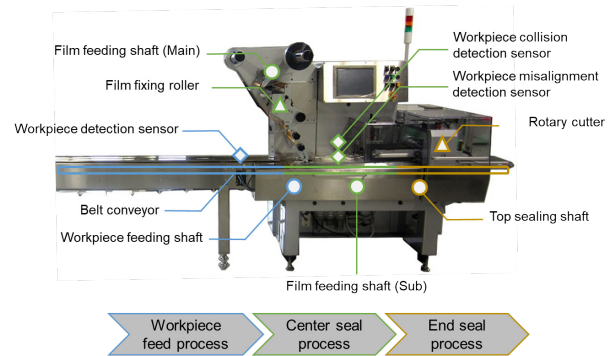 Film feeding shaft (Main)
Film fixing roller
Workpiece detection sensor
Belt conveyor
Workpiece feeding shaft
Workpiece collision
detection sensor
Workpiece misalignment
detection sensor
Rotary cutter
Top sealing shaft
Film feeding shaft (Sub)
Workpiece
feed process
Center seal
process
End seal
process